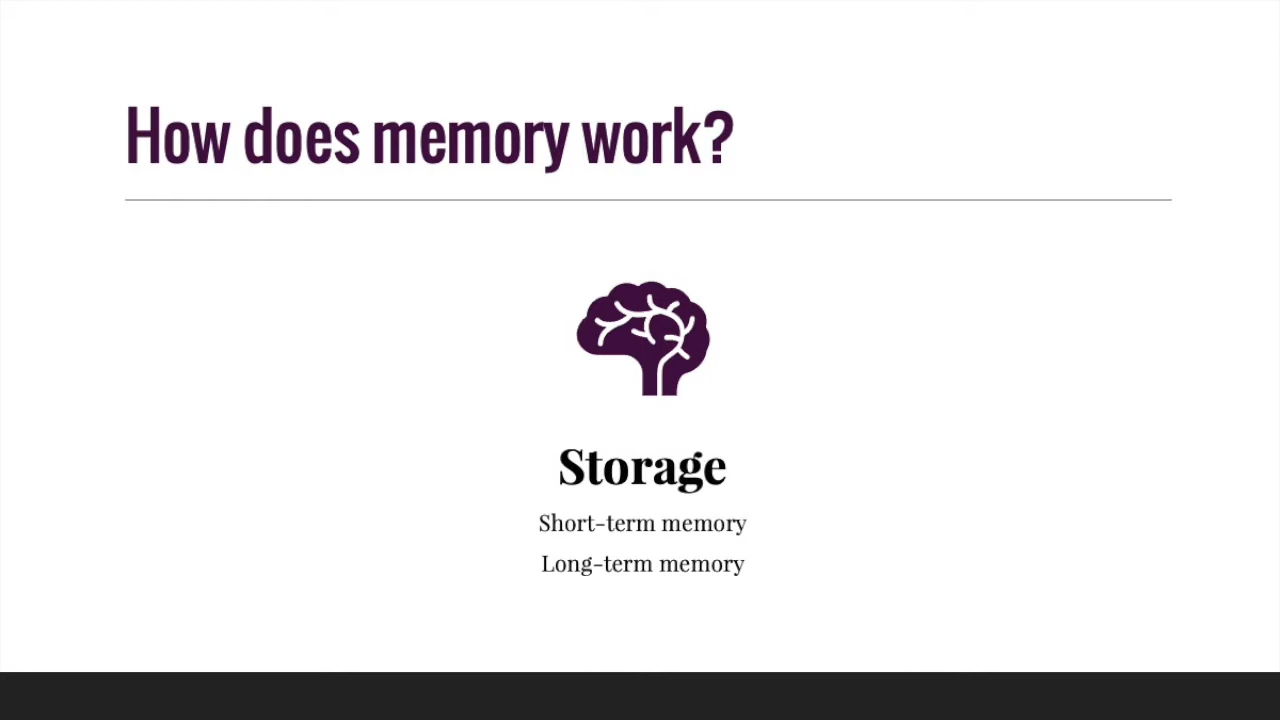 How does memory work?
Storage
Short-term memory
Long-term memory